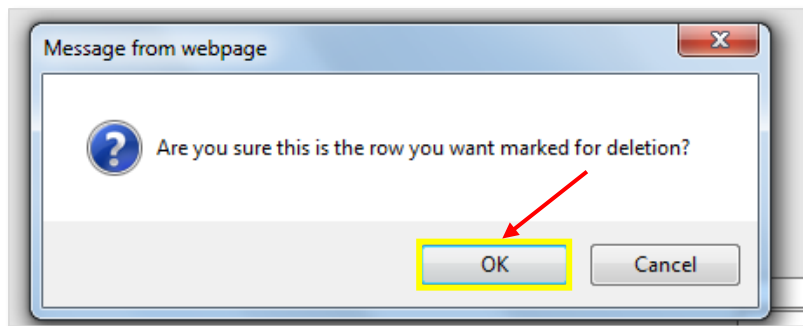 Message from webpage
Are you sure this is the row you want marked for deletion?
OK
Cancel